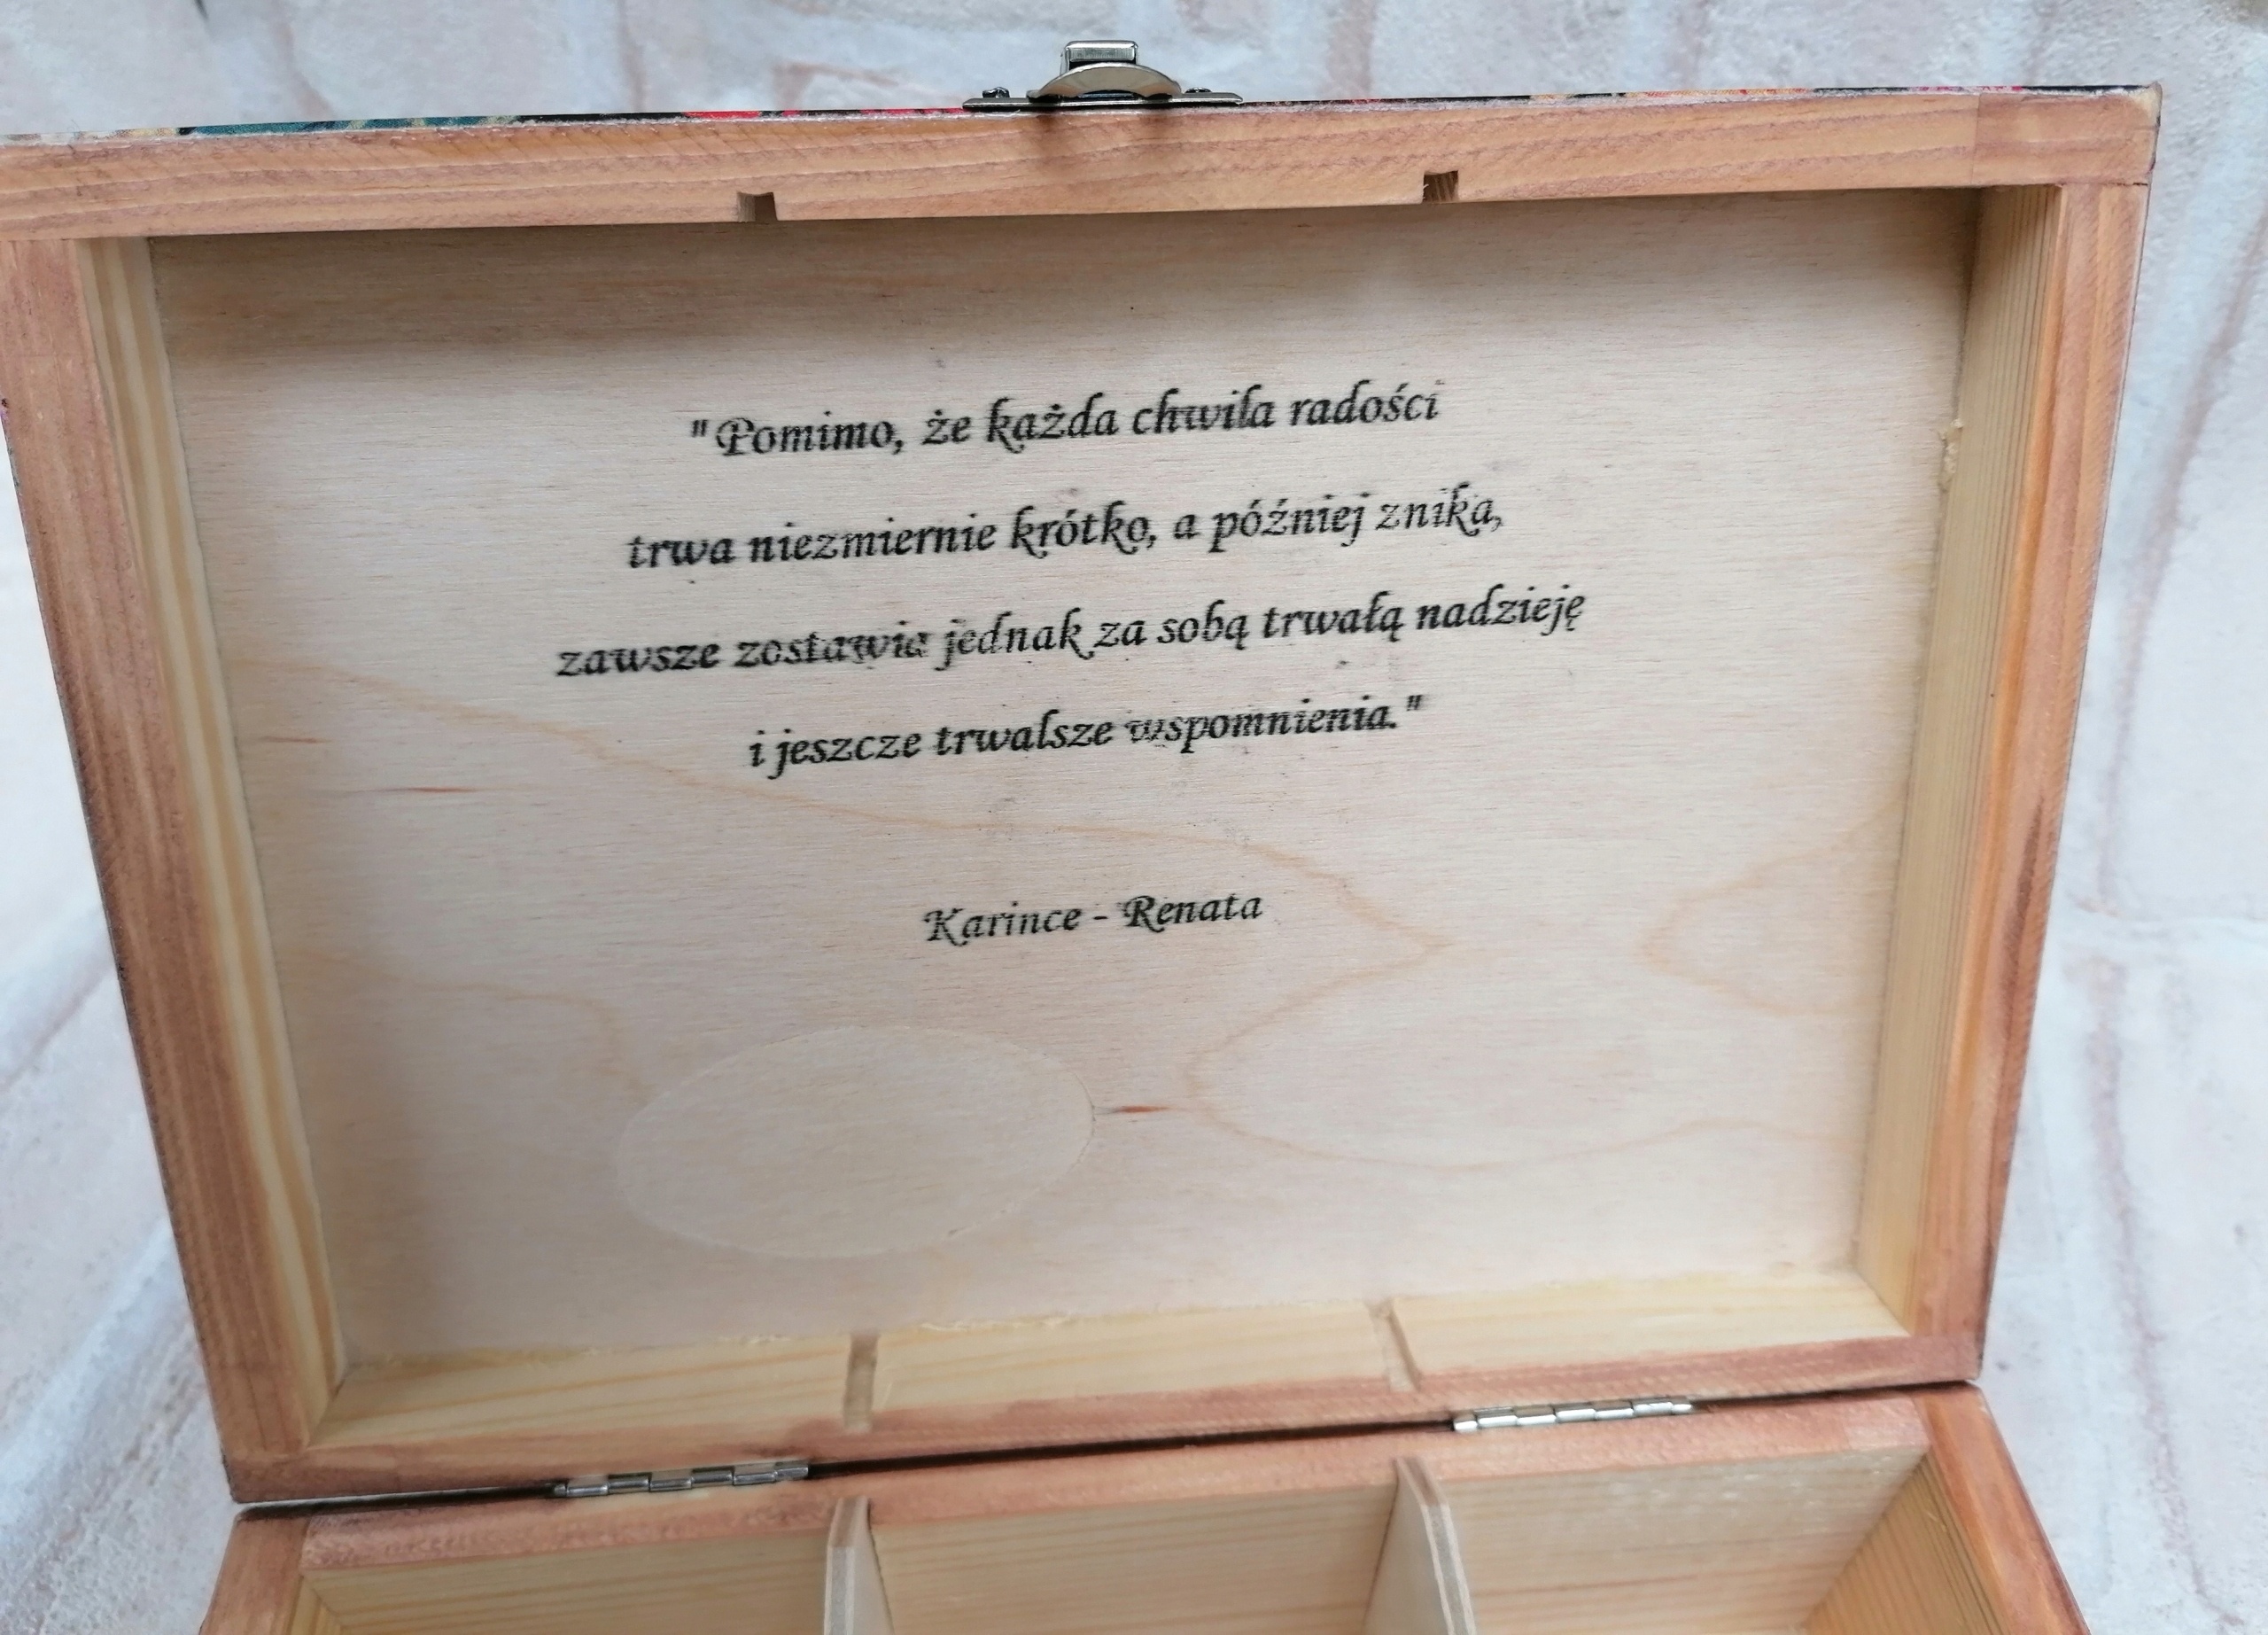 "Pomimo, że każda chwila radości
trwa niezmiernie krótko, a później znika,
zawsze zostawia jednak za sobą trwałą nadzieję
i jeszcze trwalsze wspomnienia."
Karince - Renata